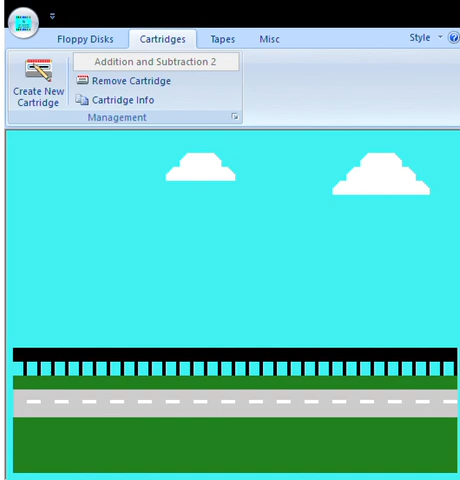 Floppy Disks Cartridges Tapes Misc Style
Addition and Subtraction 2
Create New
Cartridge
Remove Cartridge
Cartridge Info
Management